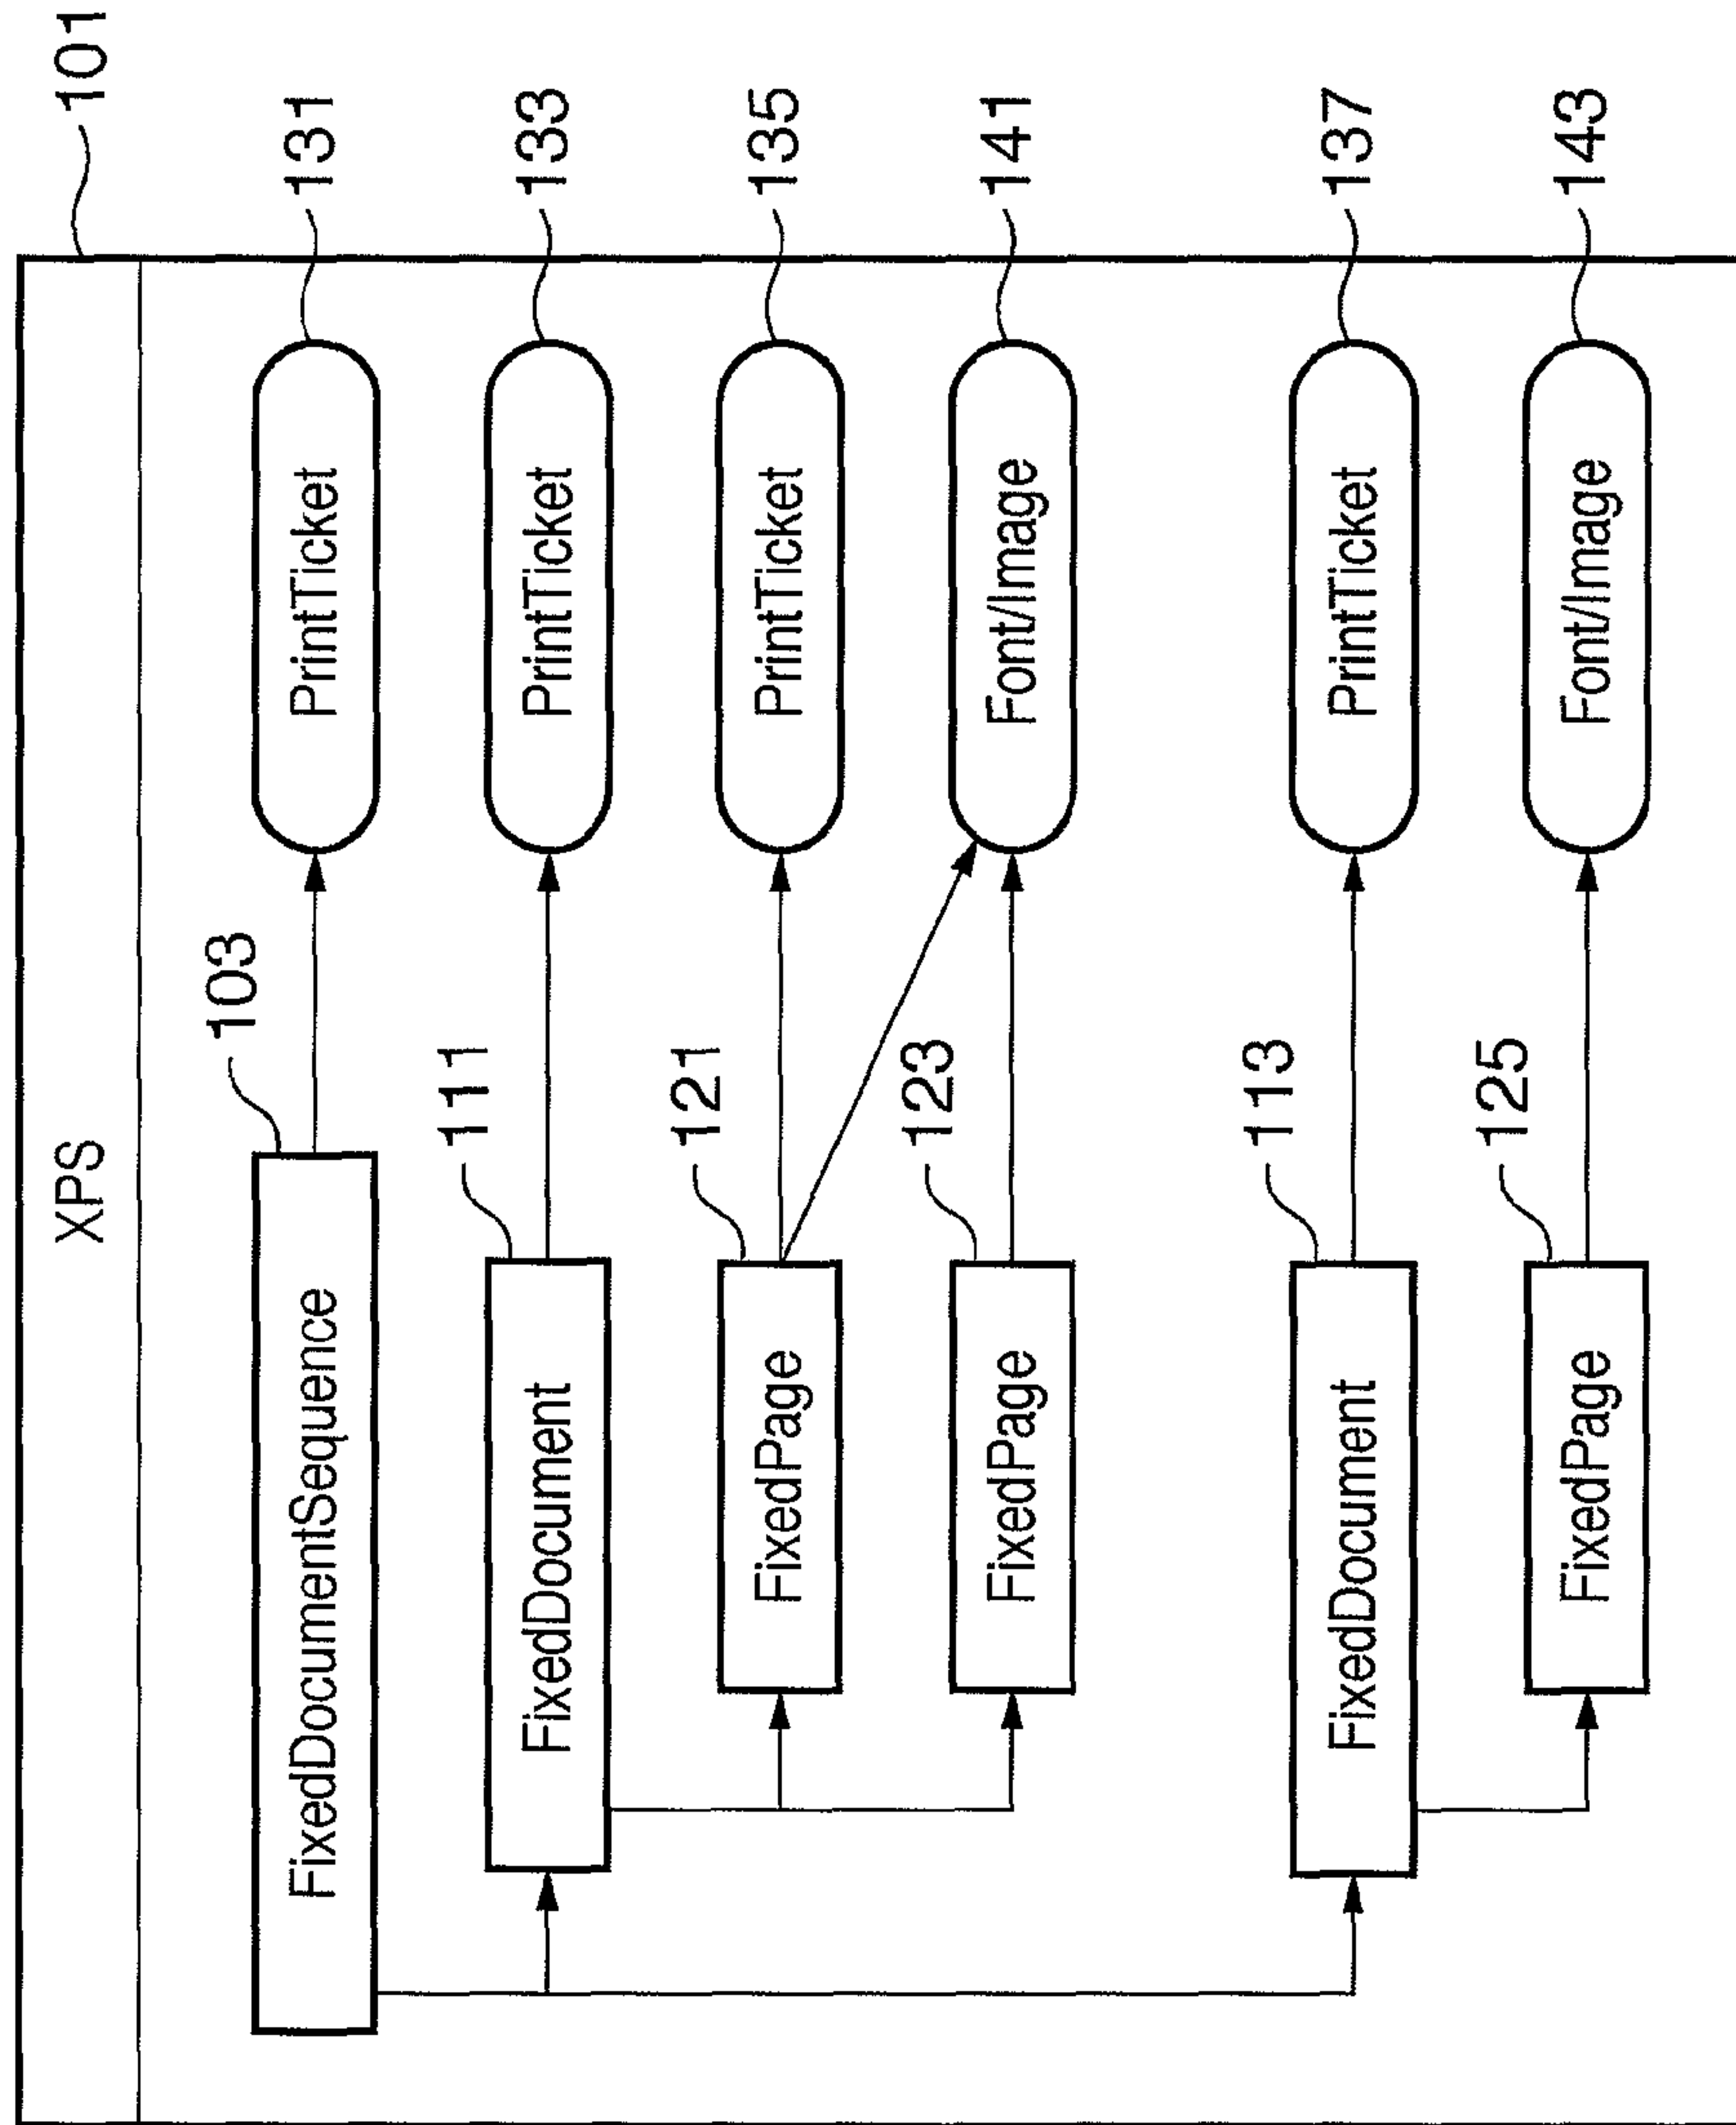 101
XPS
103
FixedDocumentSequence
PrintTicket
131
111
FixedDocument
PrintTicket
133
121
FixedPage
PrintTicket
135
123
FixedPage
Font/Image
141
113
FixedDocument
PrintTicket
137
125
FixedPage
Font/Image
143